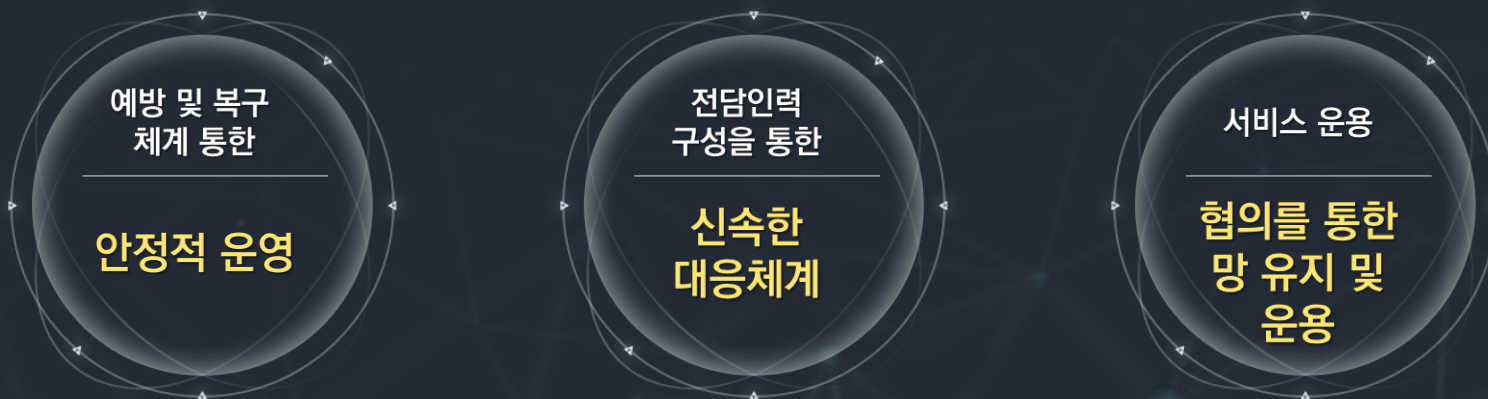 예방 및 복구
체계 통한
안정적 운영
전담인력
구성을 통한
신속한
대응체계
서비스 운용
협의를 통한
망 유지 및
운용